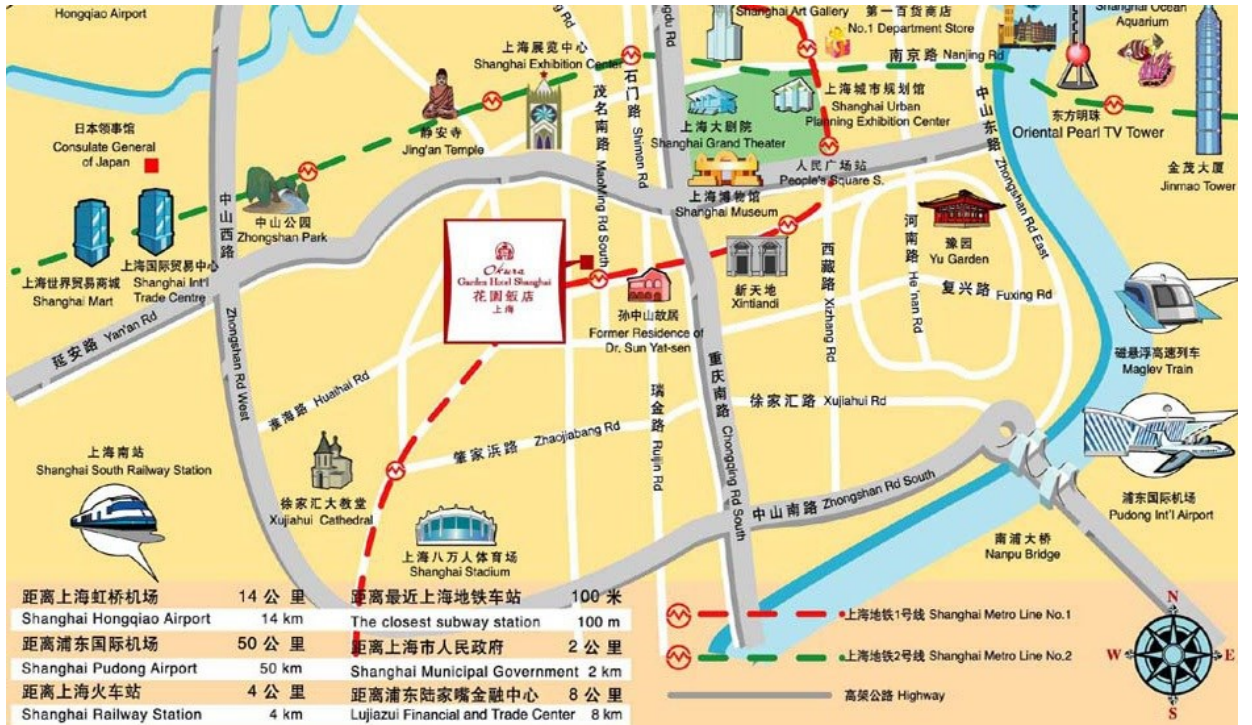 Hongqiao Airport
Shanghai Art Gallery
第一百货商店
No.1 Department Store
Shanghai Ocean
Aquarium
上海展览中心
Shanghai Exhibition Center
石门路 Shimen Rd
茂名南路 MaoMing Rd South
南京路 Nanjing Rd
日本领事馆
Consulate General
of Japan
静安寺
Jing'an Temple
上海大剧院
Shanghai Grand Theater
上海城市规划馆
Shanghai Urban
Planning Exhibition Center
中山东路 Zhongshan Rd East
东方明珠
Oriental Pearl TV Tower
金茂大厦
Jinmao Tower
人民广场站
People's Square S.
上海博物馆
Shanghai Museum
中山公园
Zhongshan Park
中山西路
Zhongshan Rd West
上海世界贸易商城
Shanghai Mart
上海国际贸易中心
Shanghai Int'l
Trade Centre
Okura
Garden Hotel Shanghai
花園飯店
上海
孙中山故居
Former Residence of
Dr. Sun Yat-sen
新天地
Xintiandi
西藏路 Xizhang Rd
河南路 He'nan Rd
豫园
Yu Garden
复兴路 Fuxing Rd
延安路 Yan'an Rd
淮海路 Huaihai Rd
磁悬浮高速列车
Maglev Train
重庆南路 Chongqing Rd South
瑞金路 Ruijin Rd
徐家汇路 Xujiahui Rd
肇家浜路 Zhaojiabang Rd
上海南站
Shanghai South Railway Station
徐家汇大教堂
Xujiahui Cathedral
上海八万人体育场
Shanghai Stadium
中山南路 Zhongshan Rd South
南浦大桥
Nanpu Bridge
浦东国际机场
Pudong Int'l Airport
距离上海虹桥机场 14 公里
Shanghai Hongqiao Airport 14 km
距离浦东国际机场 50 公里
Shanghai Pudong Airport 50 km
距离上海火车站 4 公里
Shanghai Railway Station 4 km
距离最近上海地铁车站 100 米
The closest subway station 100 m
距离上海市人民政府 2 公里
Shanghai Municipal Government 2 km
距离浦东陆家嘴金融中心 8 公里
Lujiazui Financial and Trade Center 8 km
上海地铁1号线 Shanghai Metro Line No.1
上海地铁2号线 Shanghai Metro Line No.2
高架公路 Highway
N
W
E
S